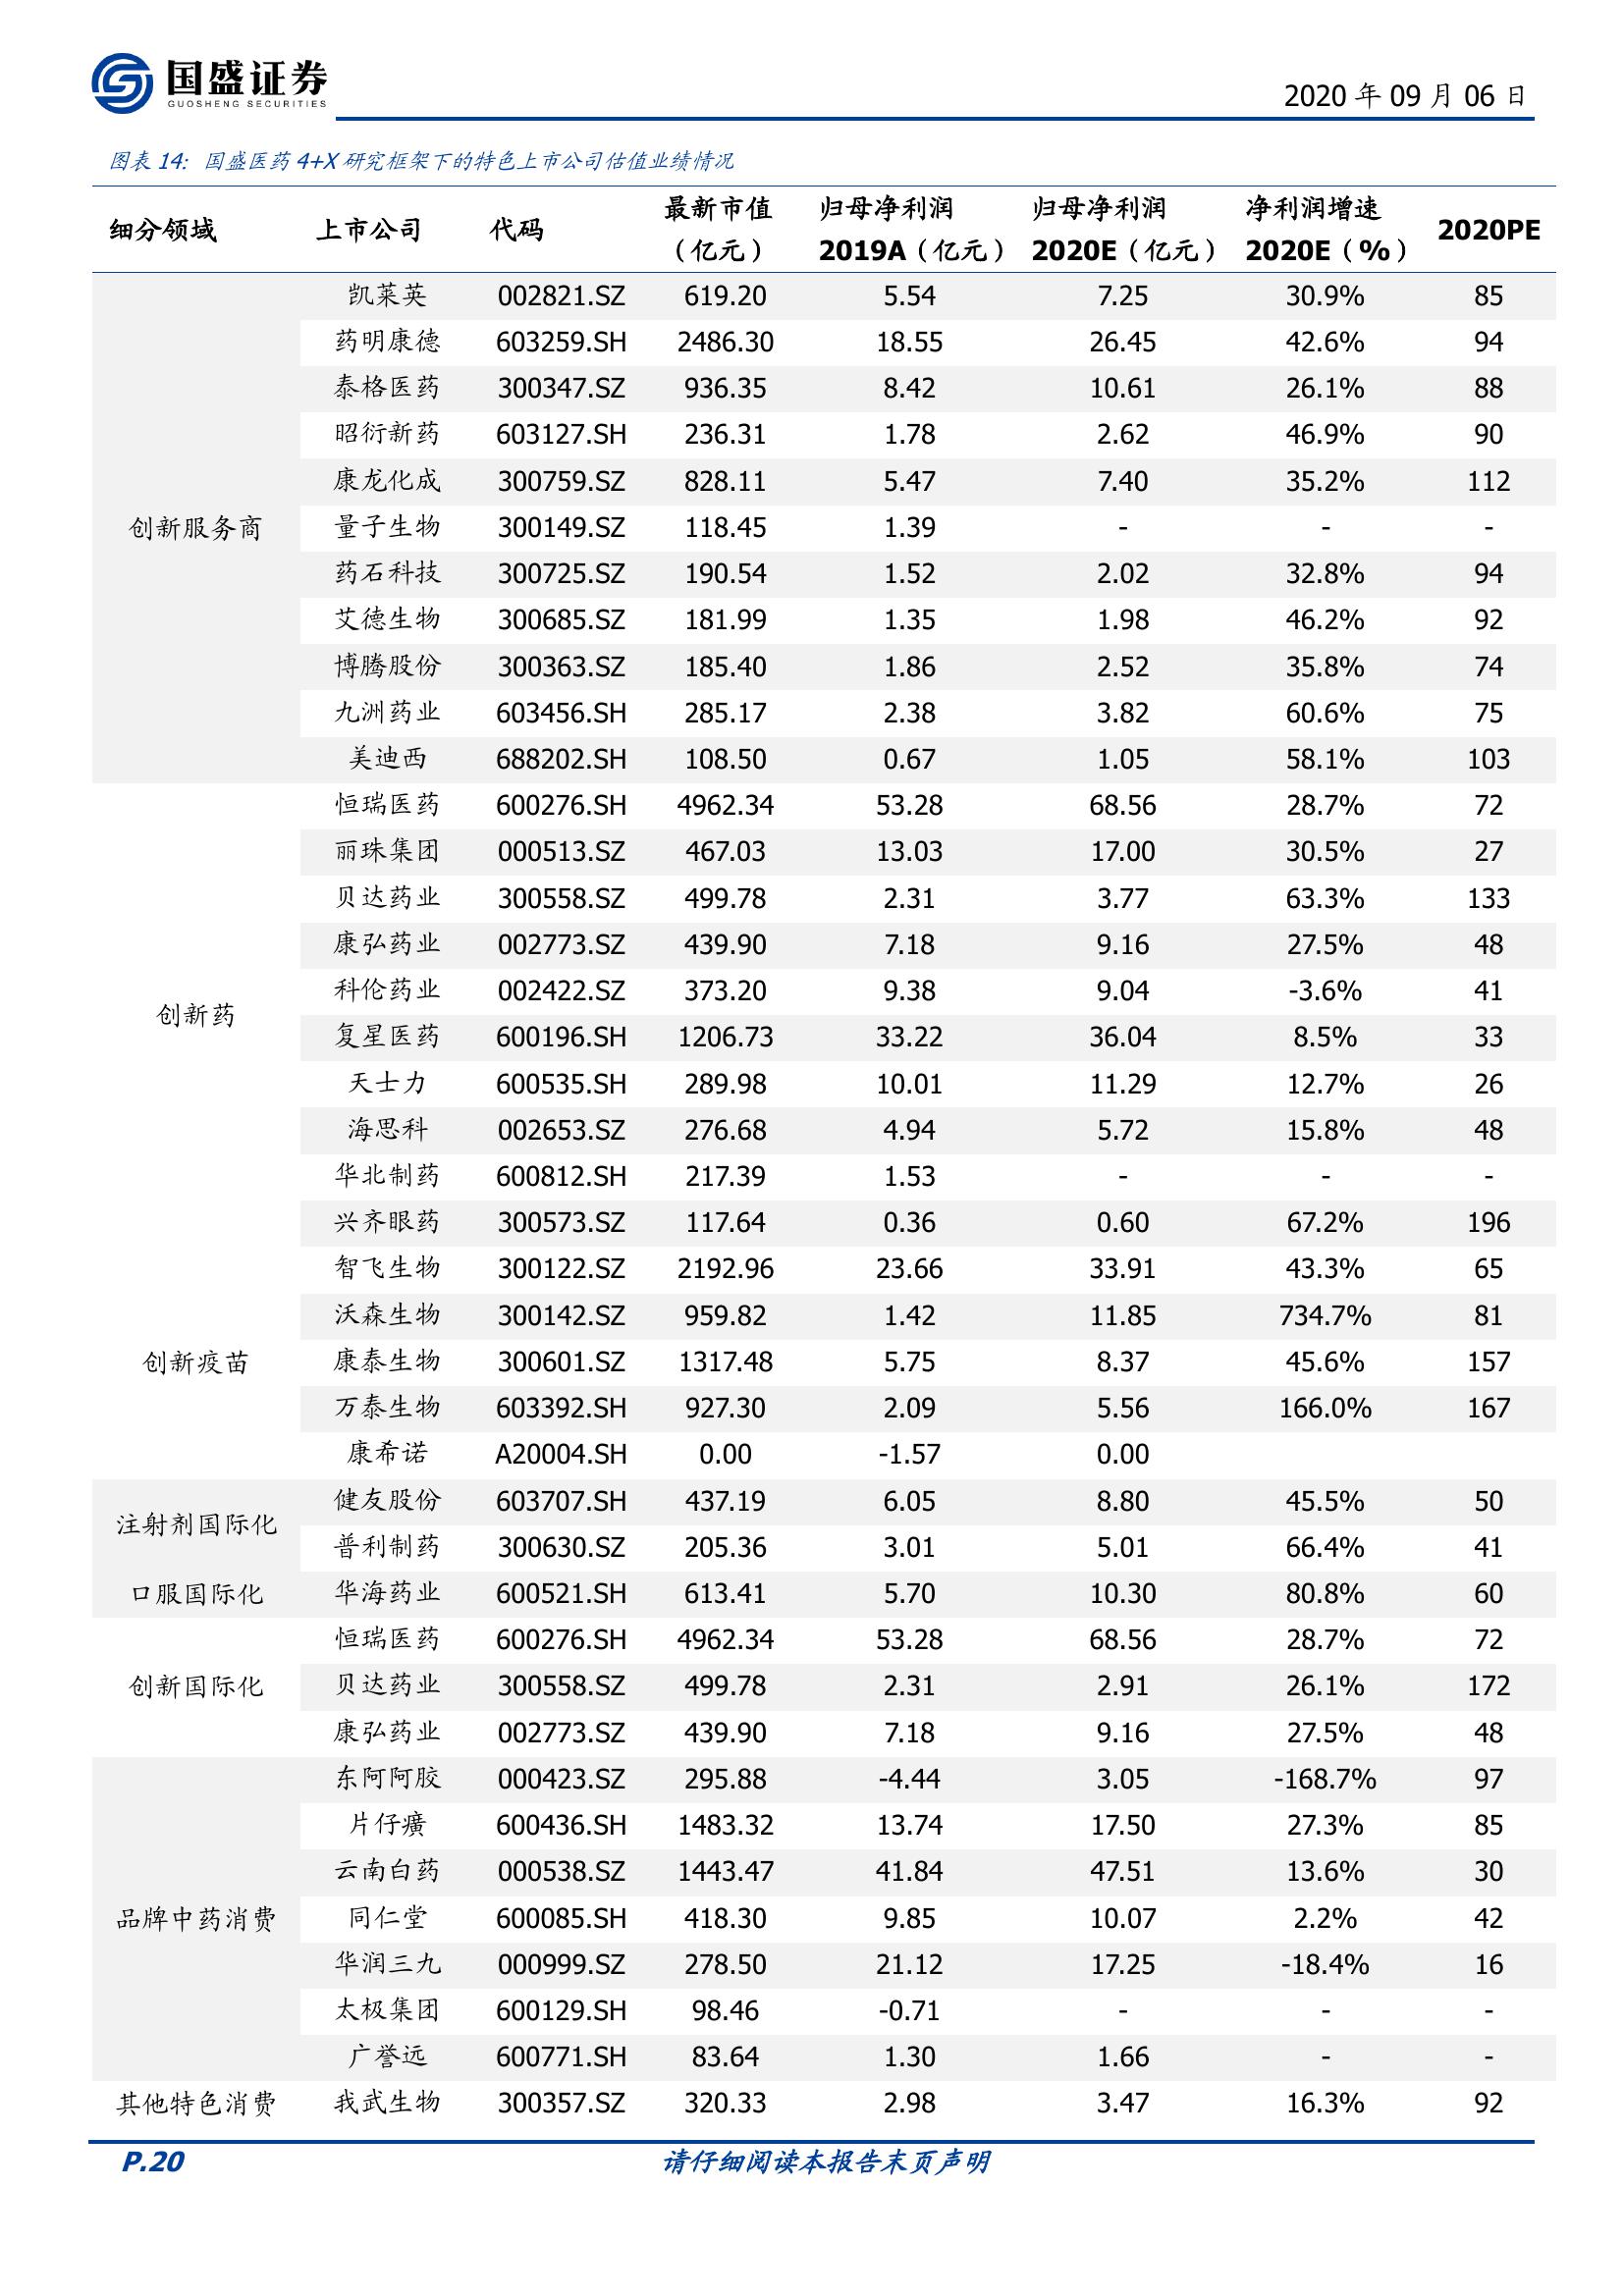 国盛证券
GUOSHENG SECURITIES
2020 年 09 月 06 日
图表 14： 国盛医药 4+X 研究框架下的特色上市公司估值业绩情况
细分领域 上市公司 代码 最新市值（亿元） 归母净利润 2019A（亿元） 归母净利润 2020E（亿元） 净利润增速 2020E（%） 2020PE
创新服务商
凯莱英 002821.SZ 619.20 5.54 7.25 30.9% 85
药明康德 603259.SH 2486.30 18.55 26.45 42.6% 94
泰格医药 300347.SZ 936.35 8.42 10.61 26.1% 88
昭衍新药 603127.SH 236.31 1.78 2.62 46.9% 90
康龙化成 300759.SZ 828.11 5.47 7.40 35.2% 112
量子生物 300149.SZ 118.45 1.39 - - -
药石科技 300725.SZ 190.54 1.52 2.02 32.8% 94
艾德生物 300685.SZ 181.99 1.35 1.98 46.2% 92
博腾股份 300363.SZ 185.40 1.86 2.52 35.8% 74
九洲药业 603456.SH 285.17 2.38 3.82 60.6% 75
美迪西 688202.SH 108.50 0.67 1.05 58.1% 103
创新药
恒瑞医药 600276.SH 4962.34 53.28 68.56 28.7% 72
丽珠集团 000513.SZ 467.03 13.03 17.00 30.5% 27
贝达药业 300558.SZ 499.78 2.31 3.77 63.3% 133
康弘药业 002773.SZ 439.90 7.18 9.16 27.5% 48
科伦药业 002422.SZ 373.20 9.38 9.04 -3.6% 41
复星医药 600196.SH 1206.73 33.22 36.04 8.5% 33
天士力 600535.SH 289.98 10.01 11.29 12.7% 26
海思科 002653.SZ 276.68 4.94 5.72 15.8% 48
华北制药 600812.SH 217.39 1.53 - - -
兴齐眼药 300573.SZ 117.64 0.36 0.60 67.2% 196
创新疫苗
智飞生物 300122.SZ 2192.96 23.66 33.91 43.3% 65
沃森生物 300142.SZ 959.82 1.42 11.85 734.7% 81
康泰生物 300601.SZ 1317.48 5.75 8.37 45.6% 157
万泰生物 603392.SH 927.30 2.09 5.56 166.0% 167
康希诺 A20004.SH 0.00 -1.57 0.00
注射剂国际化
健友股份 603707.SH 437.19 6.05 8.80 45.5% 50
普利制药 300630.SZ 205.36 3.01 5.01 66.4% 41
口服国际化 华海药业 600521.SH 613.41 5.70 10.30 80.8% 60
创新国际化
恒瑞医药 600276.SH 4962.34 53.28 68.56 28.7% 72
贝达药业 300558.SZ 499.78 2.31 2.91 26.1% 172
康弘药业 002773.SZ 439.90 7.18 9.16 27.5% 48
品牌中药消费
东阿阿胶 000423.SZ 295.88 -4.44 3.05 -168.7% 97
片仔癀 600436.SH 1483.32 13.74 17.50 27.3% 85
云南白药 000538.SZ 1443.47 41.84 47.51 13.6% 30
同仁堂 600085.SH 418.30 9.85 10.07 2.2% 42
华润三九 000999.SZ 278.50 21.12 17.25 -18.4% 16
太极集团 600129.SH 98.46 -0.71 - - -
广誉远 600771.SH 83.64 1.30 1.66 - -
其他特色消费 我武生物 300357.SZ 320.33 2.98 3.47 16.3% 92
P.20 请仔细阅读本报告末页声明